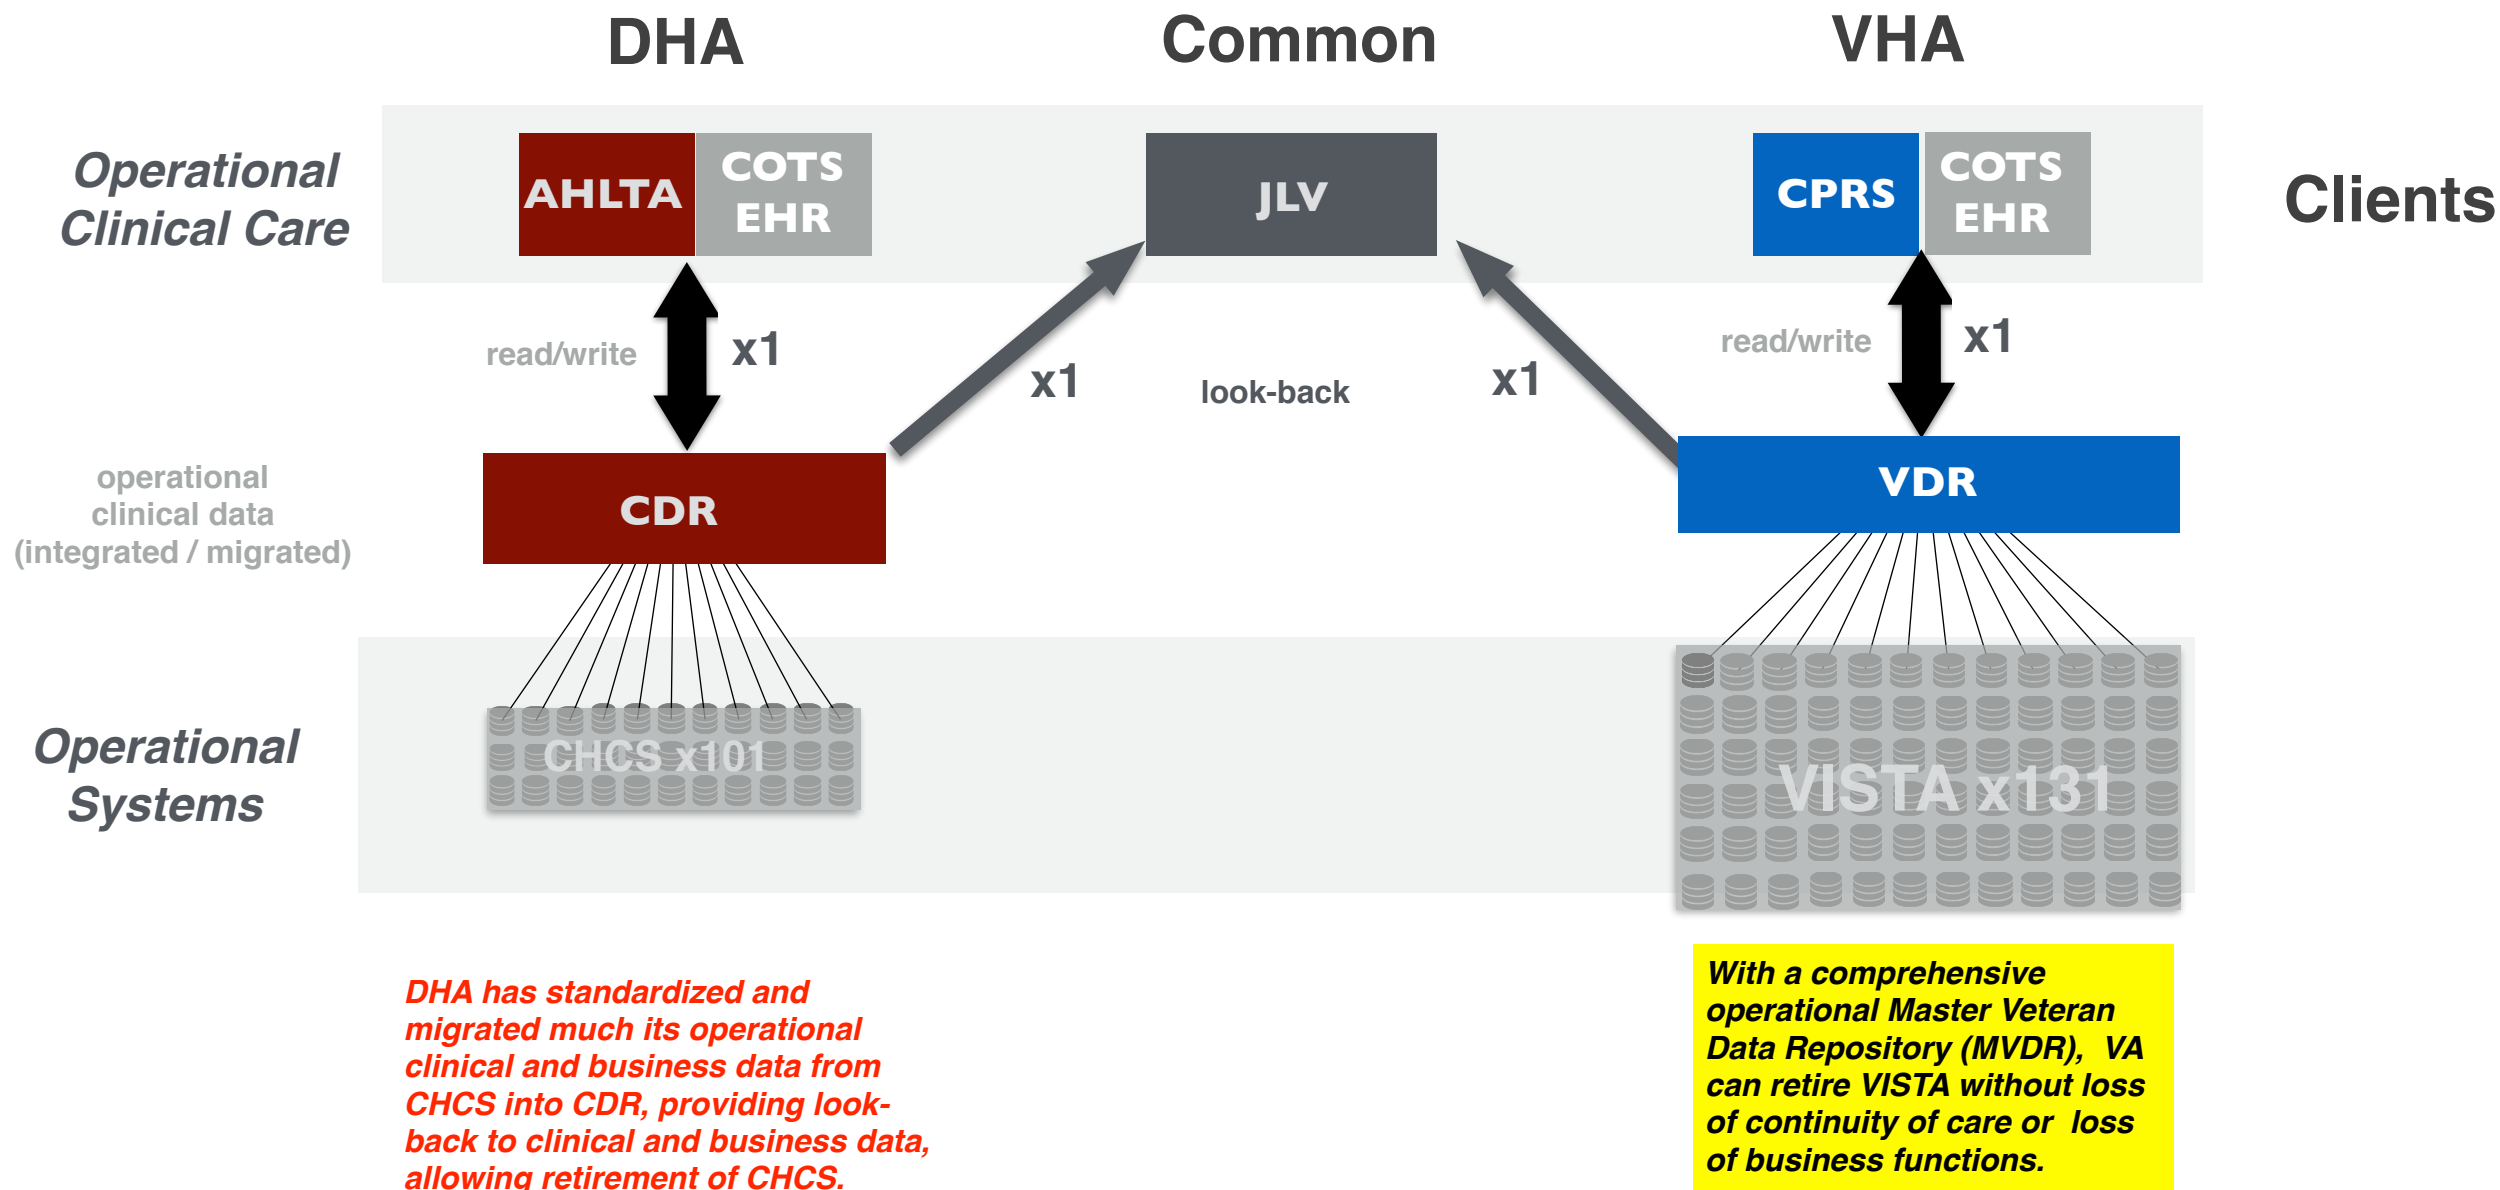 DHA
Common
VHA
Operational
Clinical Care
AHLTA
COTS
EHR
JLV
CPRS
COTS
EHR
Clients
read/write
x1
x1
look-back
x1
read/write
x1
operational
clinical data
(integrated / migrated)
CDR
VDR
Operational
Systems
CHCS x101
VISTA x131
DHA has standardized and
migrated much its operational
clinical and business data from
CHCS into CDR, providing look-
back to clinical and business data,
allowing retirement of CHCS.
With a comprehensive
operational Master Veteran
Data Repository (MVDR),  VA
can retire VISTA without loss
of continuity of care or  loss
of business functions.